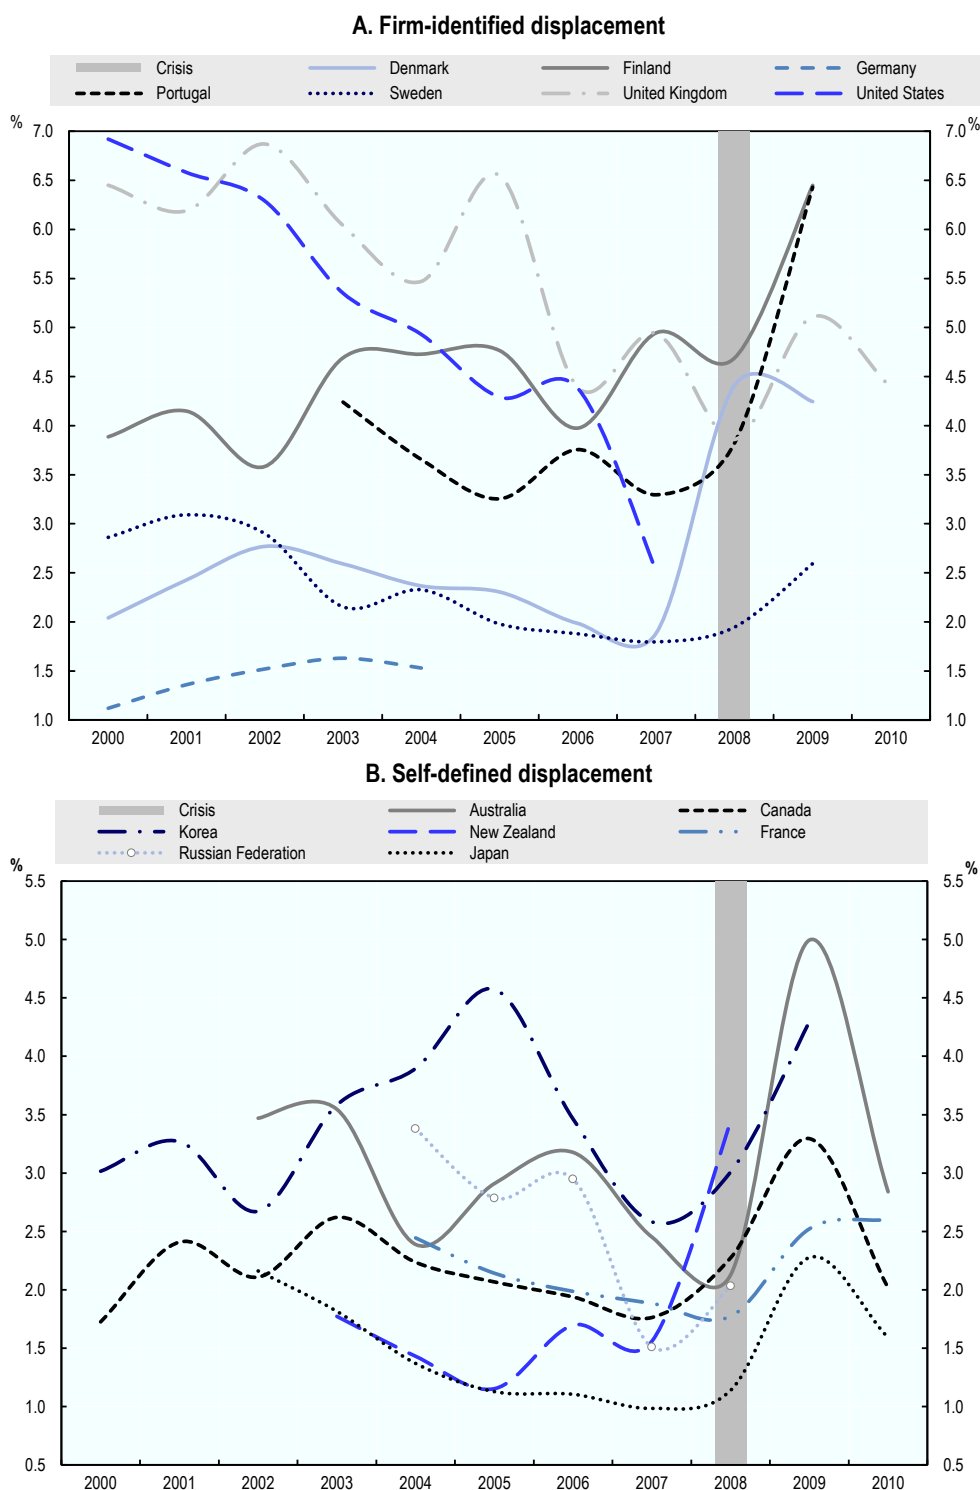 A. Firm-identified displacement
Crisis Denmark Finland Germany
Portugal Sweden United Kingdom United States
% %
7.0 7.0
6.5 6.5
6.0 6.0
5.5 5.5
5.0 5.0
4.5 4.5
4.0 4.0
3.5 3.5
3.0 3.0
2.5 2.5
2.0 2.0
1.5 1.5
1.0 1.0
2000 2001 2002 2003 2004 2005 2006 2007 2008 2009 2010
B. Self-defined displacement
Crisis Australia Canada
Korea New Zealand France
Russian Federation Japan
% %
5.5 5.5
5.0 5.0
4.5 4.5
4.0 4.0
3.5 3.5
3.0 3.0
2.5 2.5
2.0 2.0
1.5 1.5
1.0 1.0
0.5 0.5
2000 2001 2002 2003 2004 2005 2006 2007 2008 2009 2010